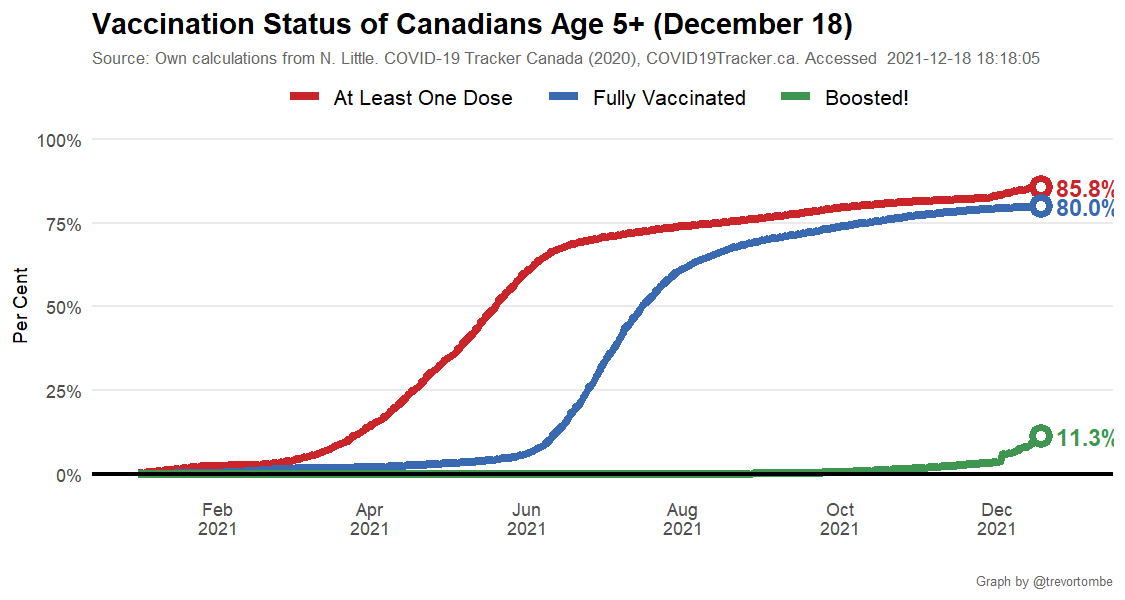 Vaccination Status of Canadians Age 5+ (December 18)
Source: Own calculations from N. Little. COVID-19 Tracker Canada (2020), COVID19Tracker.ca. Accessed  2021-12-18 18:18:05
At Least One Dose Fully Vaccinated Boosted!
100%
85.8%
80.0%
75%
Per Cent
50%
25%
11.3%
0%
Feb Apr Jun Aug Oct Dec
2021 2021 2021 2021 2021 2021
Graph by @trevortombe